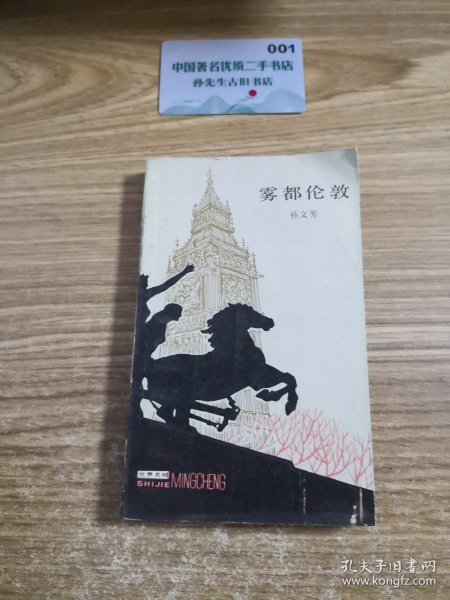 001
中国著名优质二手书店
孙先生古旧书店
雾都伦敦
孙文芳
世界名城
SHIJIE MINGCHENG
孔夫子旧书网
www.kongfz.com